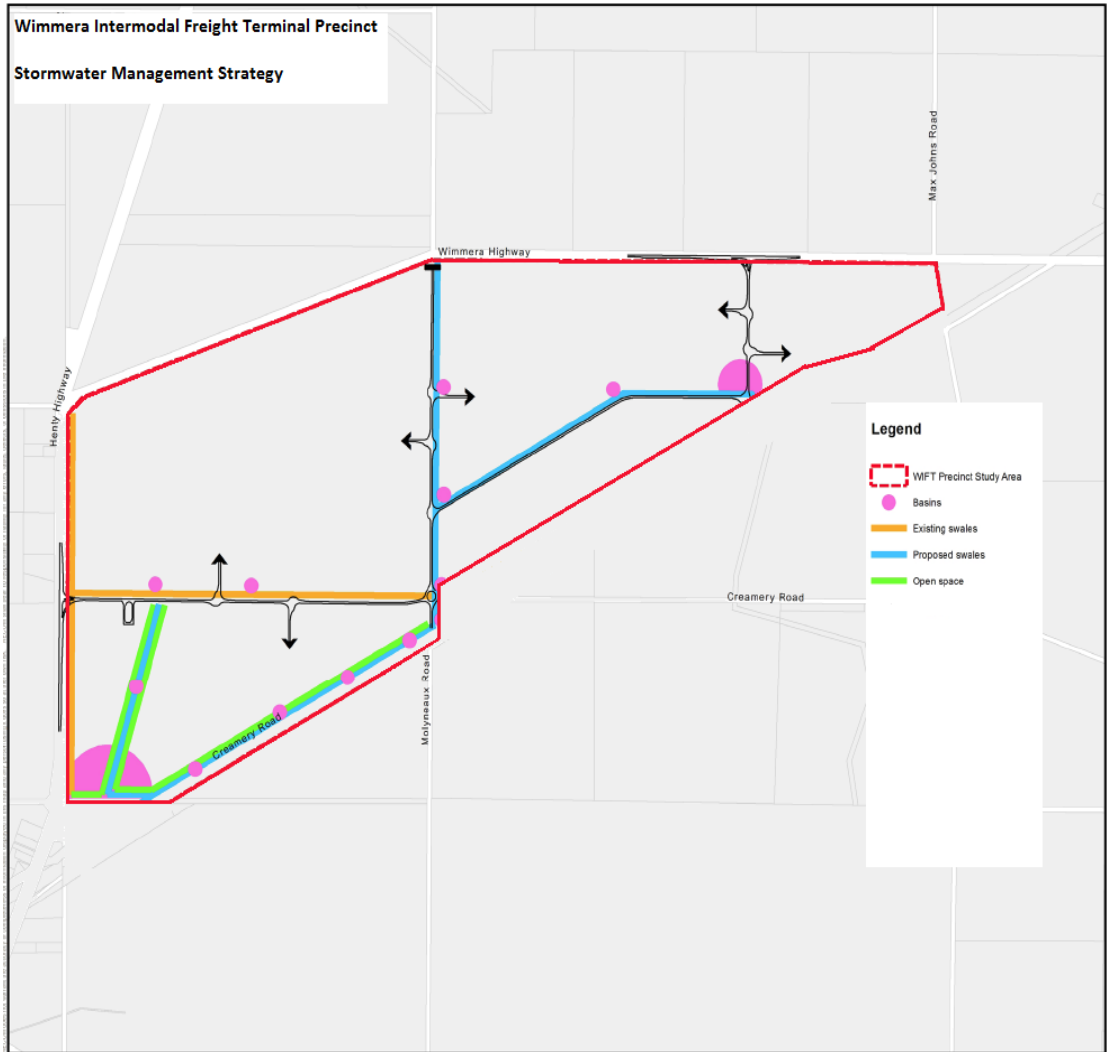 Wimmera Intermodal Freight Terminal Precinct
Stormwater Management Strategy
Max Johns Road
Wimmera Highway
Henty Highway
Legend
WIFT Precinct Study Area
Basins
Existing swales
Proposed swales
Open space
Creamery Road
Molyneaux Road
Creamery Road